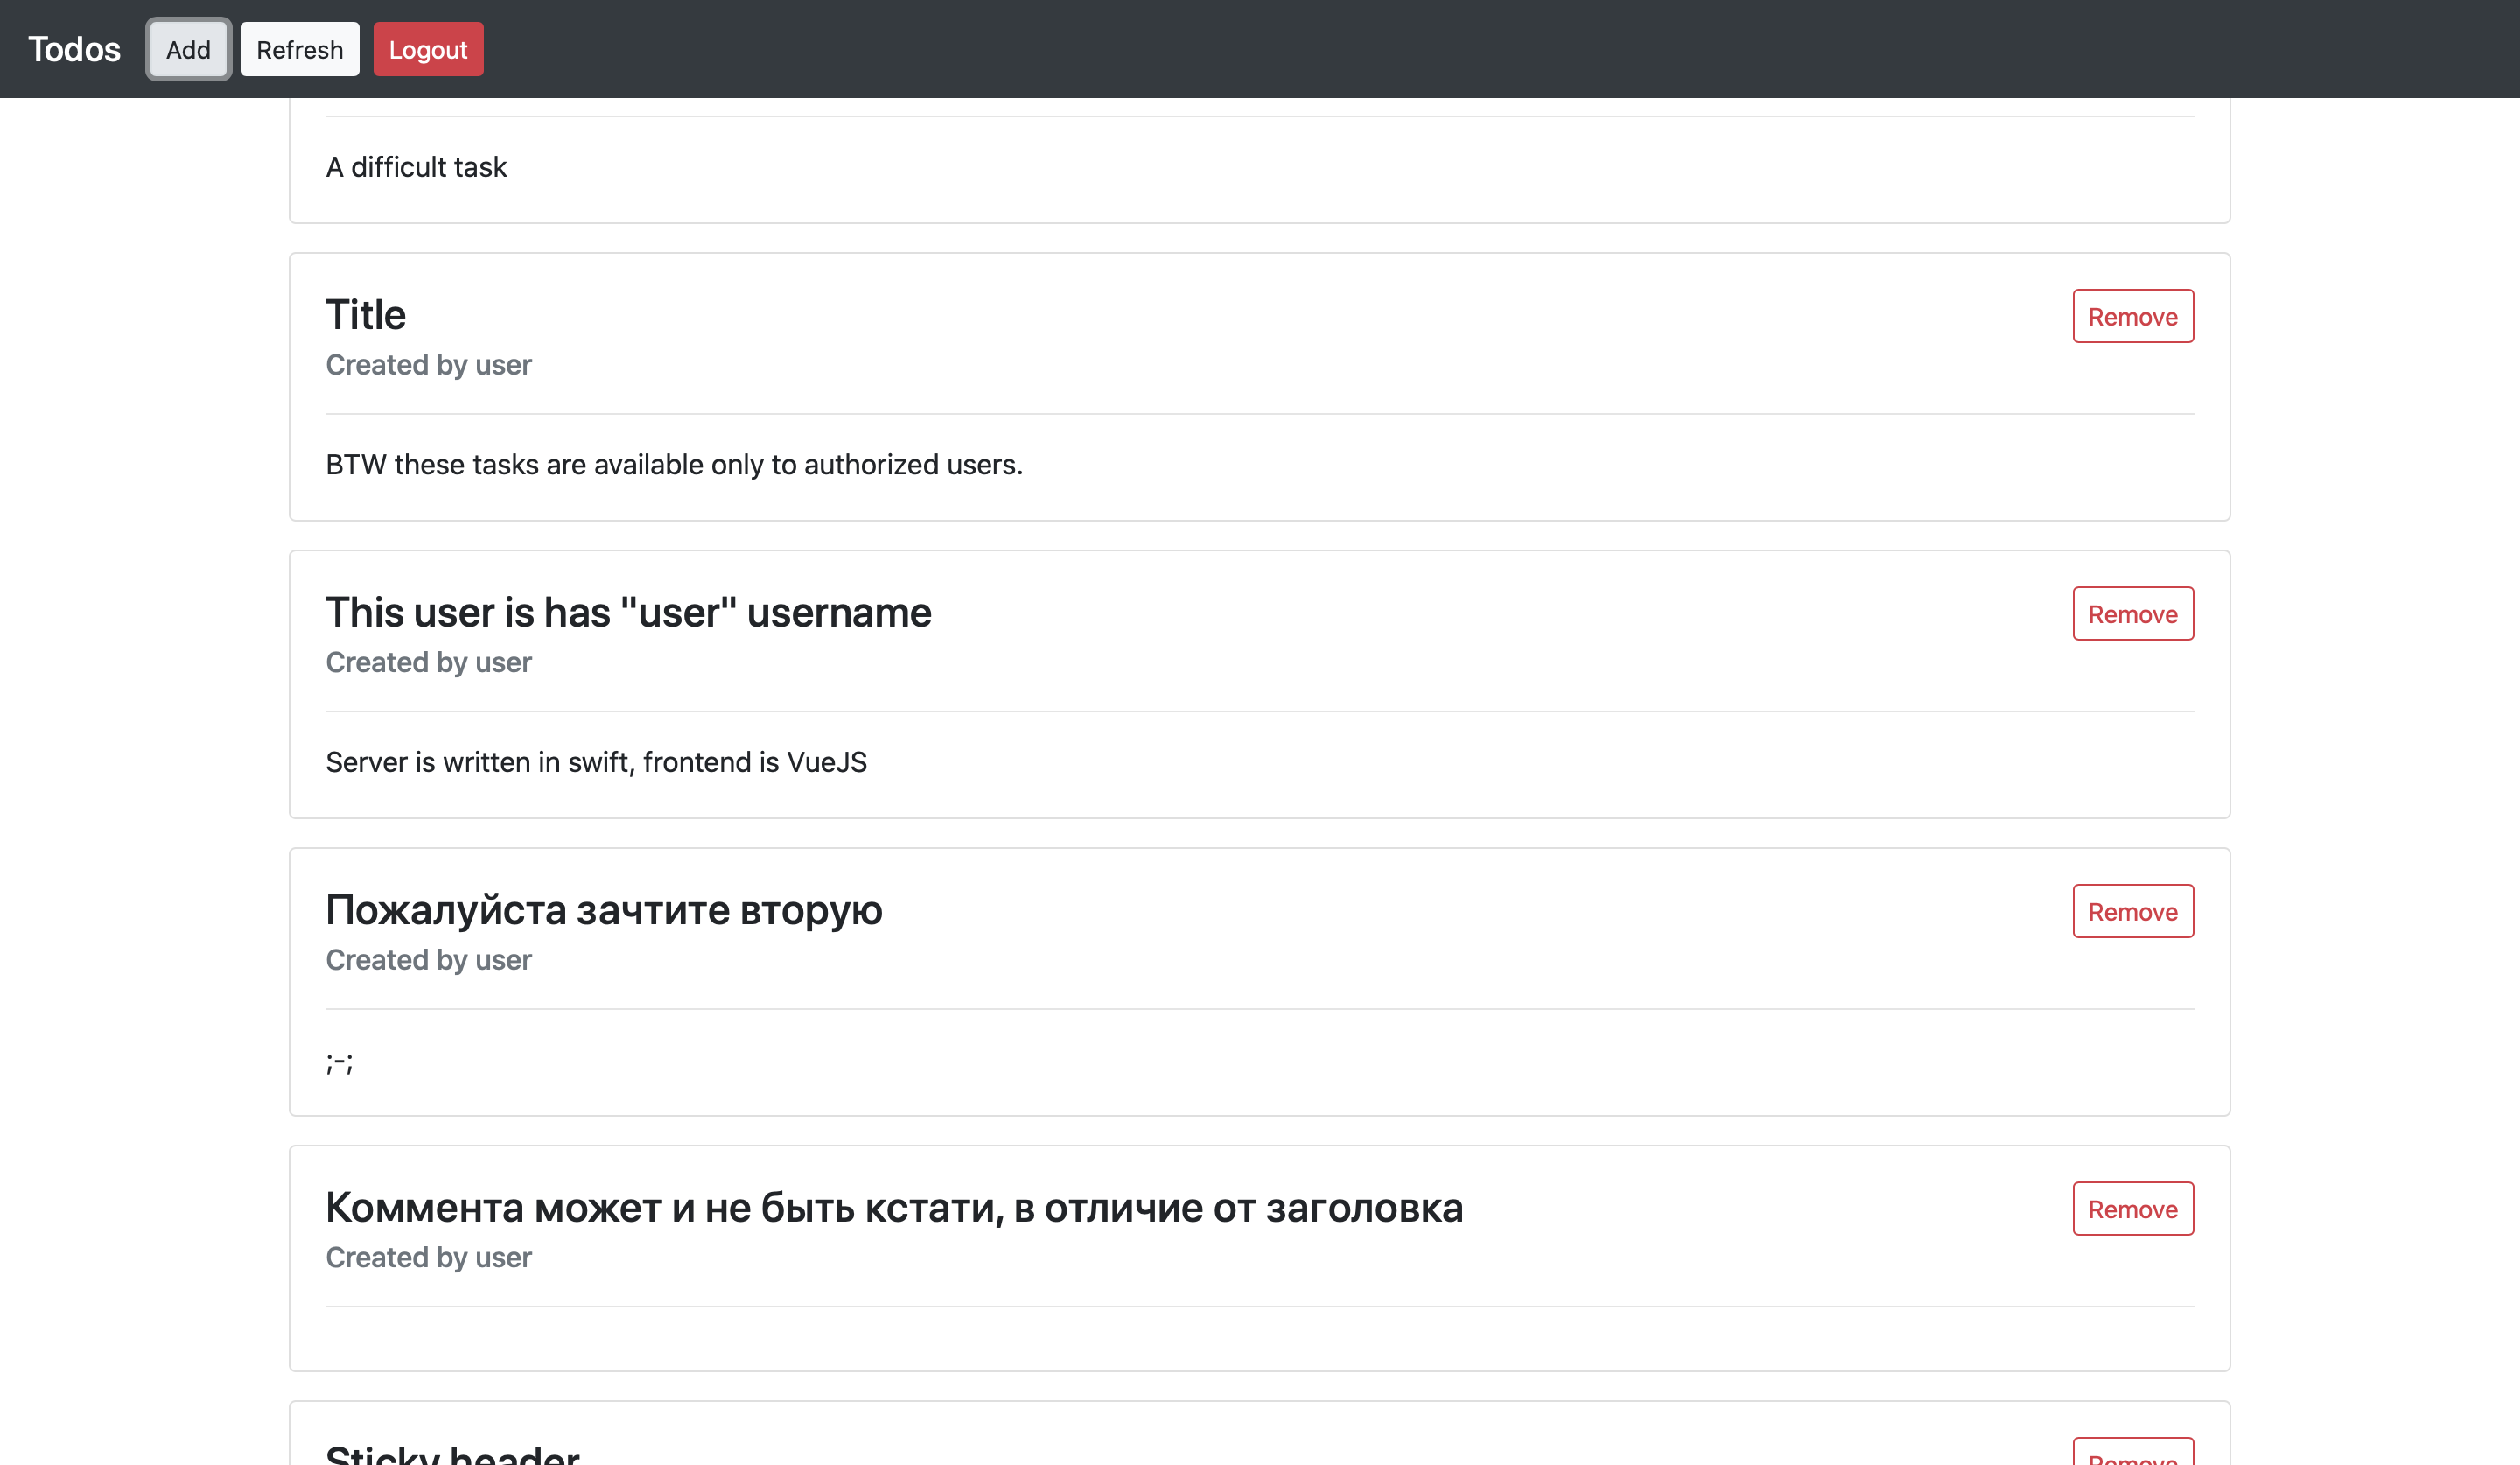 Todos Add Refresh Logout
A difficult task
Title
Remove
Created by user
BTW these tasks are available only to authorized users.
This user is has "user" username
Remove
Created by user
Server is written in swift, frontend is VueJS
Пожалуйста зачтите вторую
Remove
Created by user
;-;
Коммента может и не быть кстати, в отличие от заголовка
Remove
Created by user
Sticky header
Remove